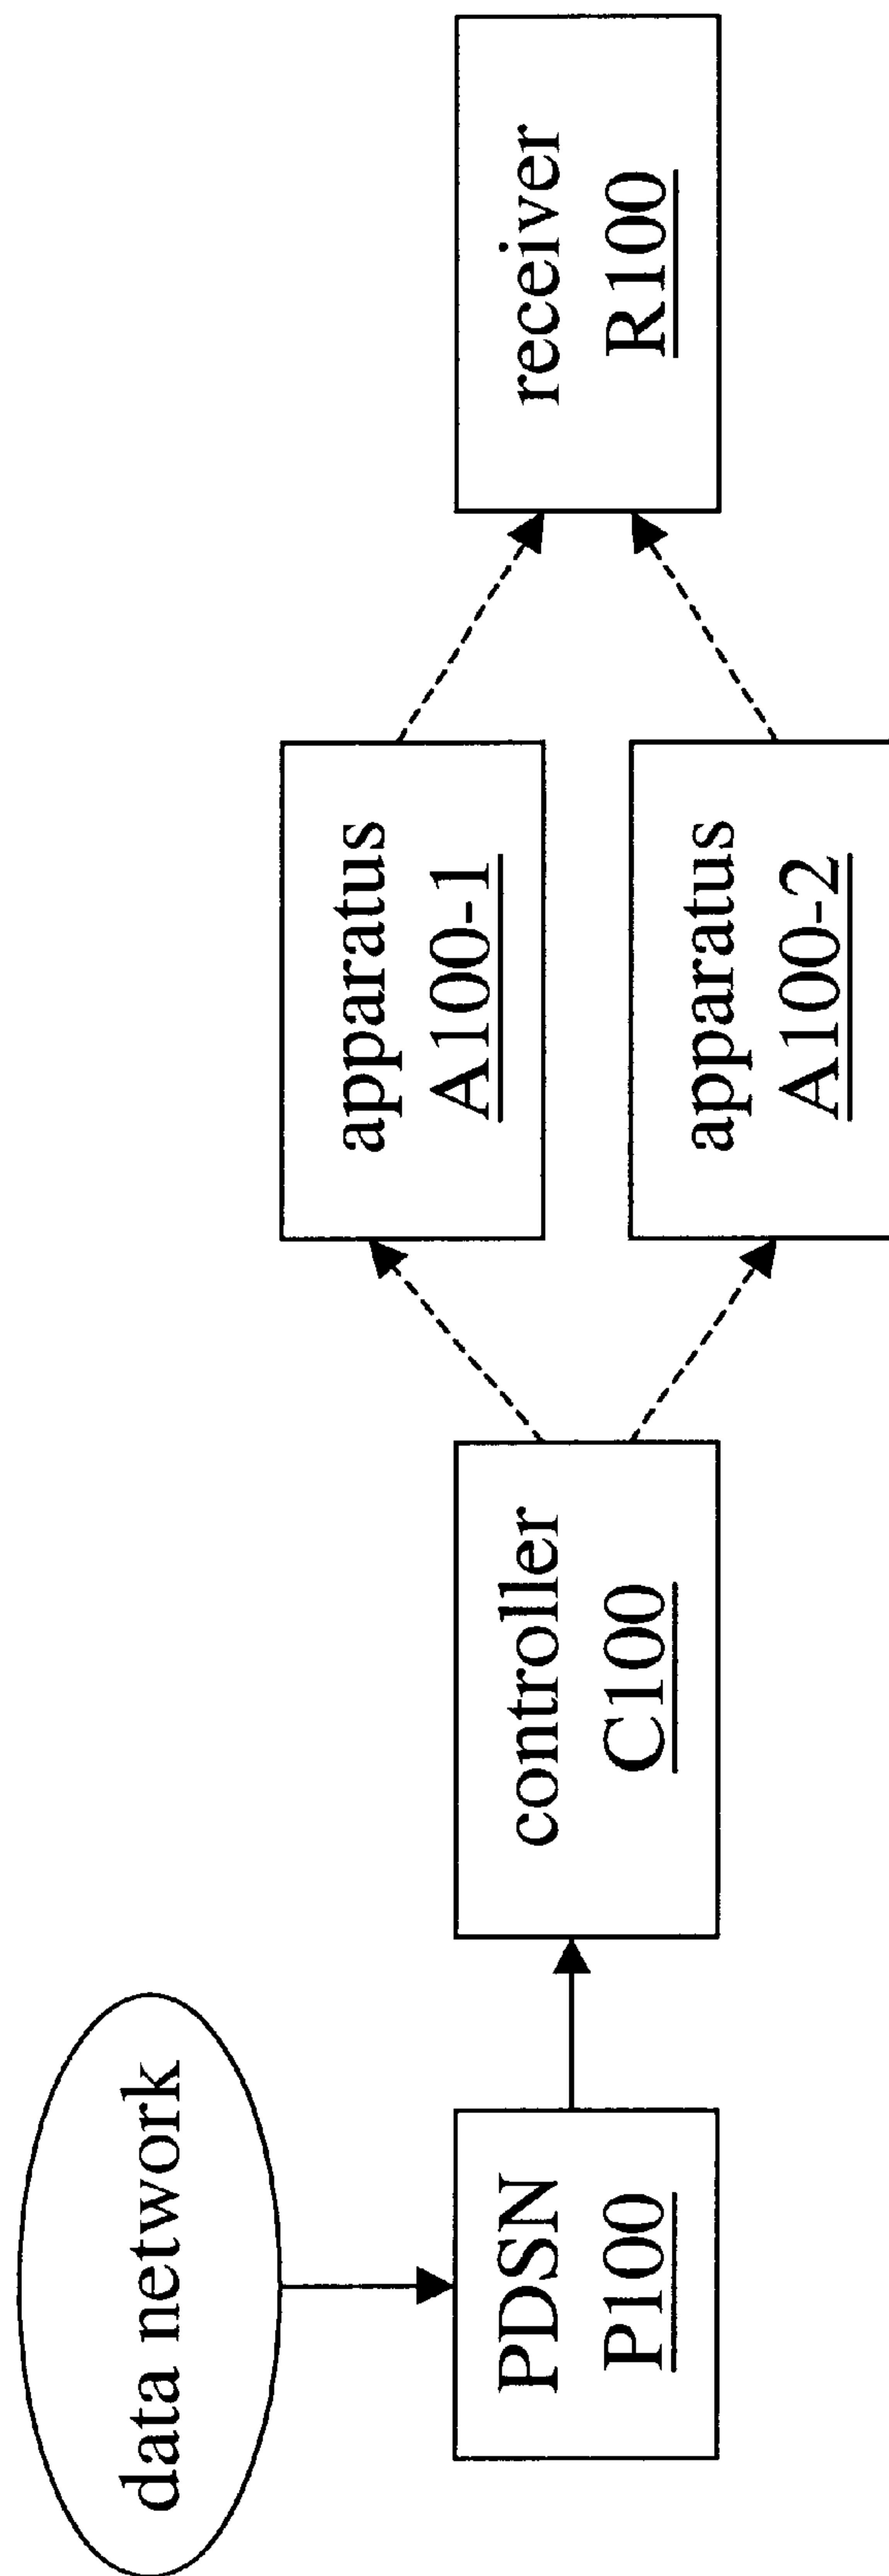 data network
PDSN
P100
controller
C100
apparatus
A100-1
apparatus
A100-2
receiver
R100